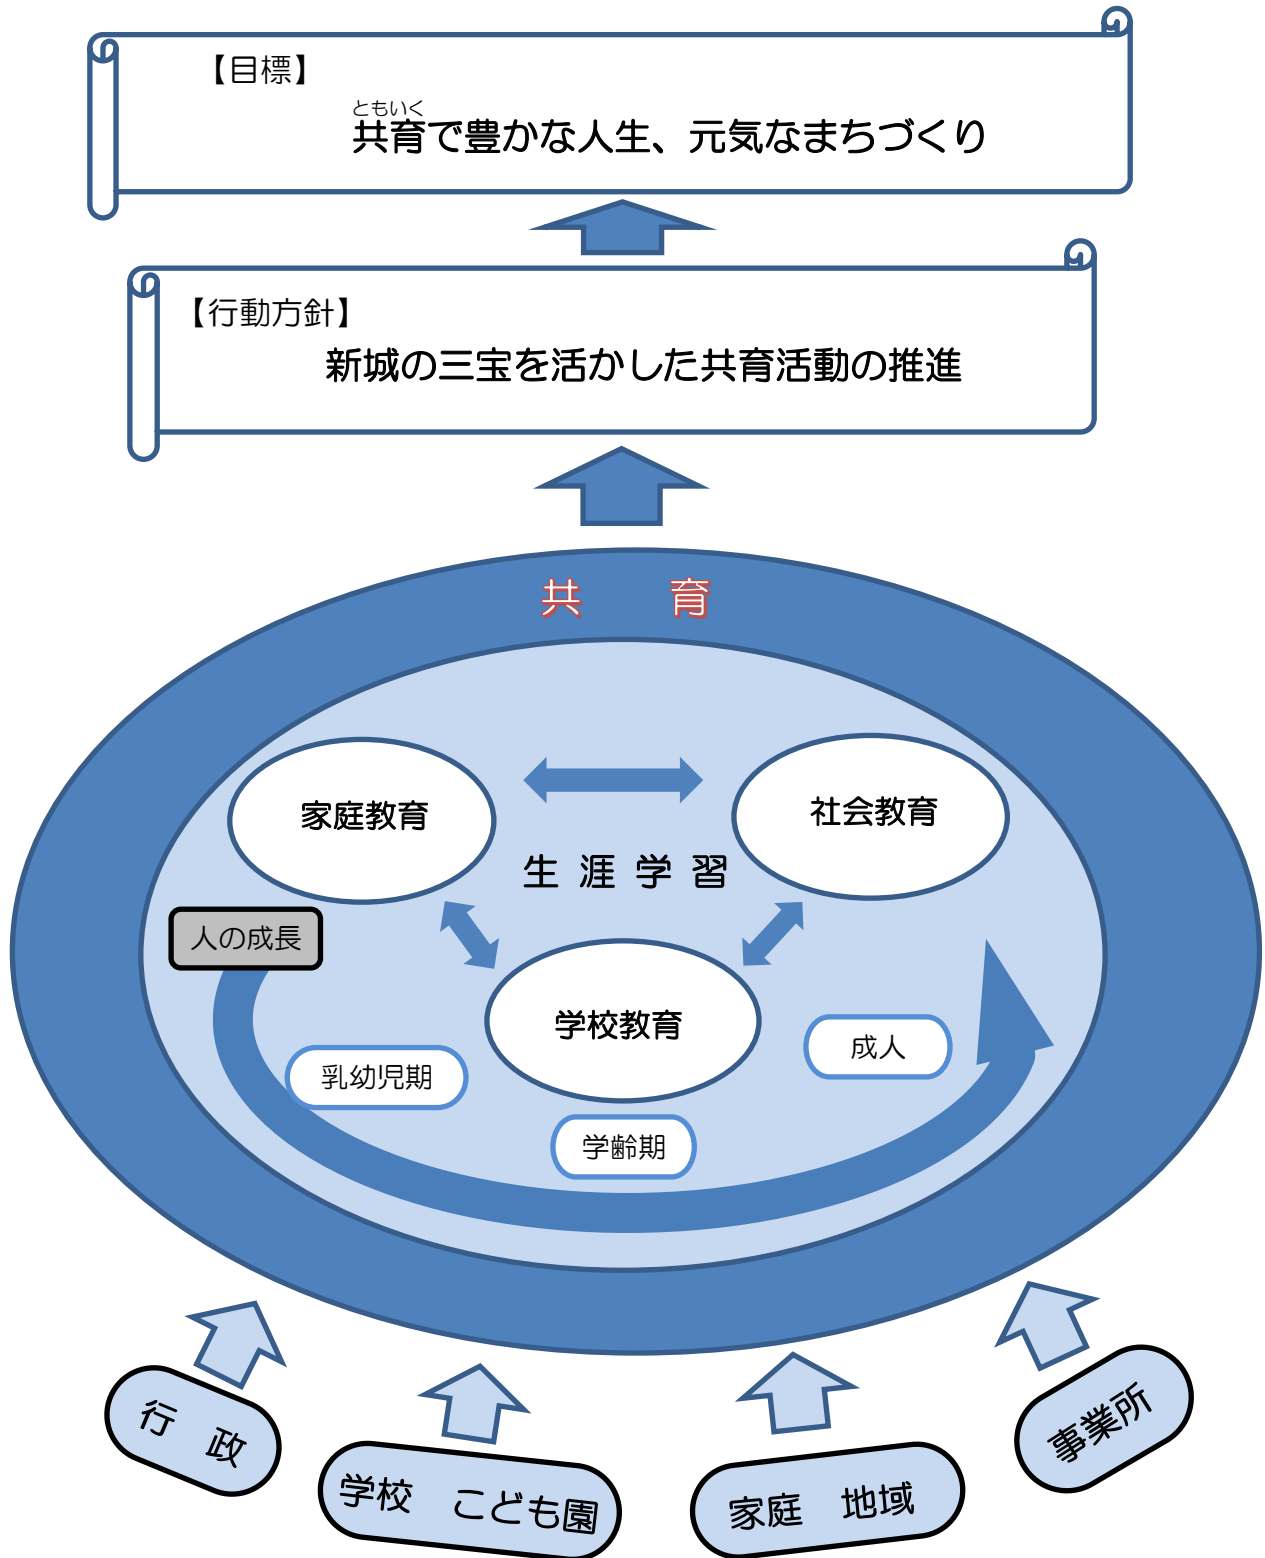 【目標】
ともいく
共育で豊かな人生、元気なまちづくり
【行動方針】
新城の三宝を活かした共育活動の推進
共　育
家庭教育
社会教育
生涯学習
人の成長
学校教育
乳幼児期
成人
学齢期
行　政
学校　こども園
家庭　地域
事業所